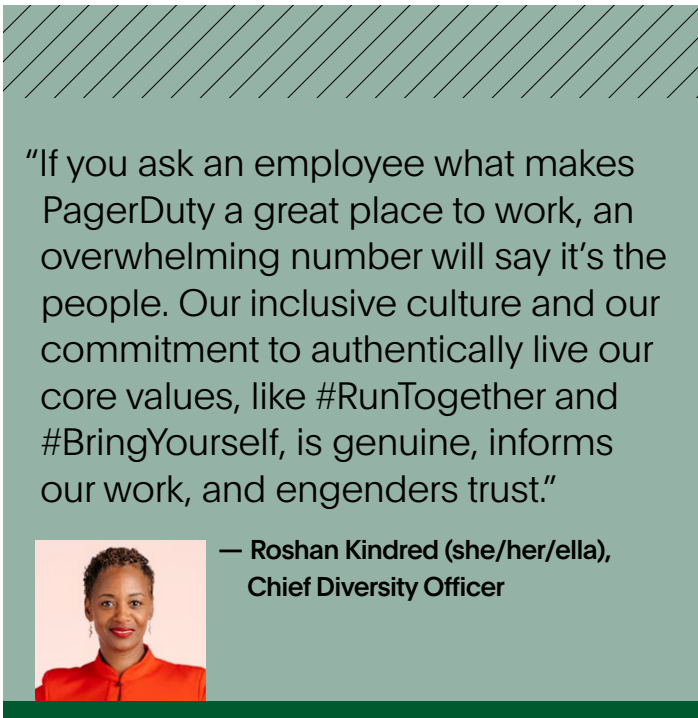 “If you ask an employee what makes
PagerDuty a great place to work, an
overwhelming number will say it’s the
people. Our inclusive culture and our
commitment to authentically live our
core values, like #RunTogether and
#BringYourself, is genuine, informs
our work, and engenders trust.”
— Roshan Kindred (she/her/ella),
Chief Diversity Officer